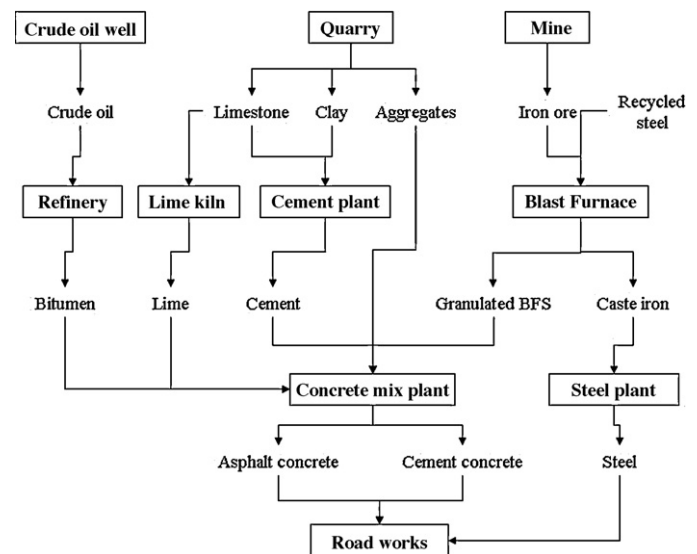 Crude oil well
Quarry
Mine
Crude oil
Limestone
Clay
Aggregates
Iron ore
Recycled
steel
Refinery
Lime kiln
Cement plant
Blast Furnace
Bitumen
Lime
Cement
Granulated BFS
Caste iron
Concrete mix plant
Steel plant
Asphalt concrete
Cement concrete
Steel
Road works